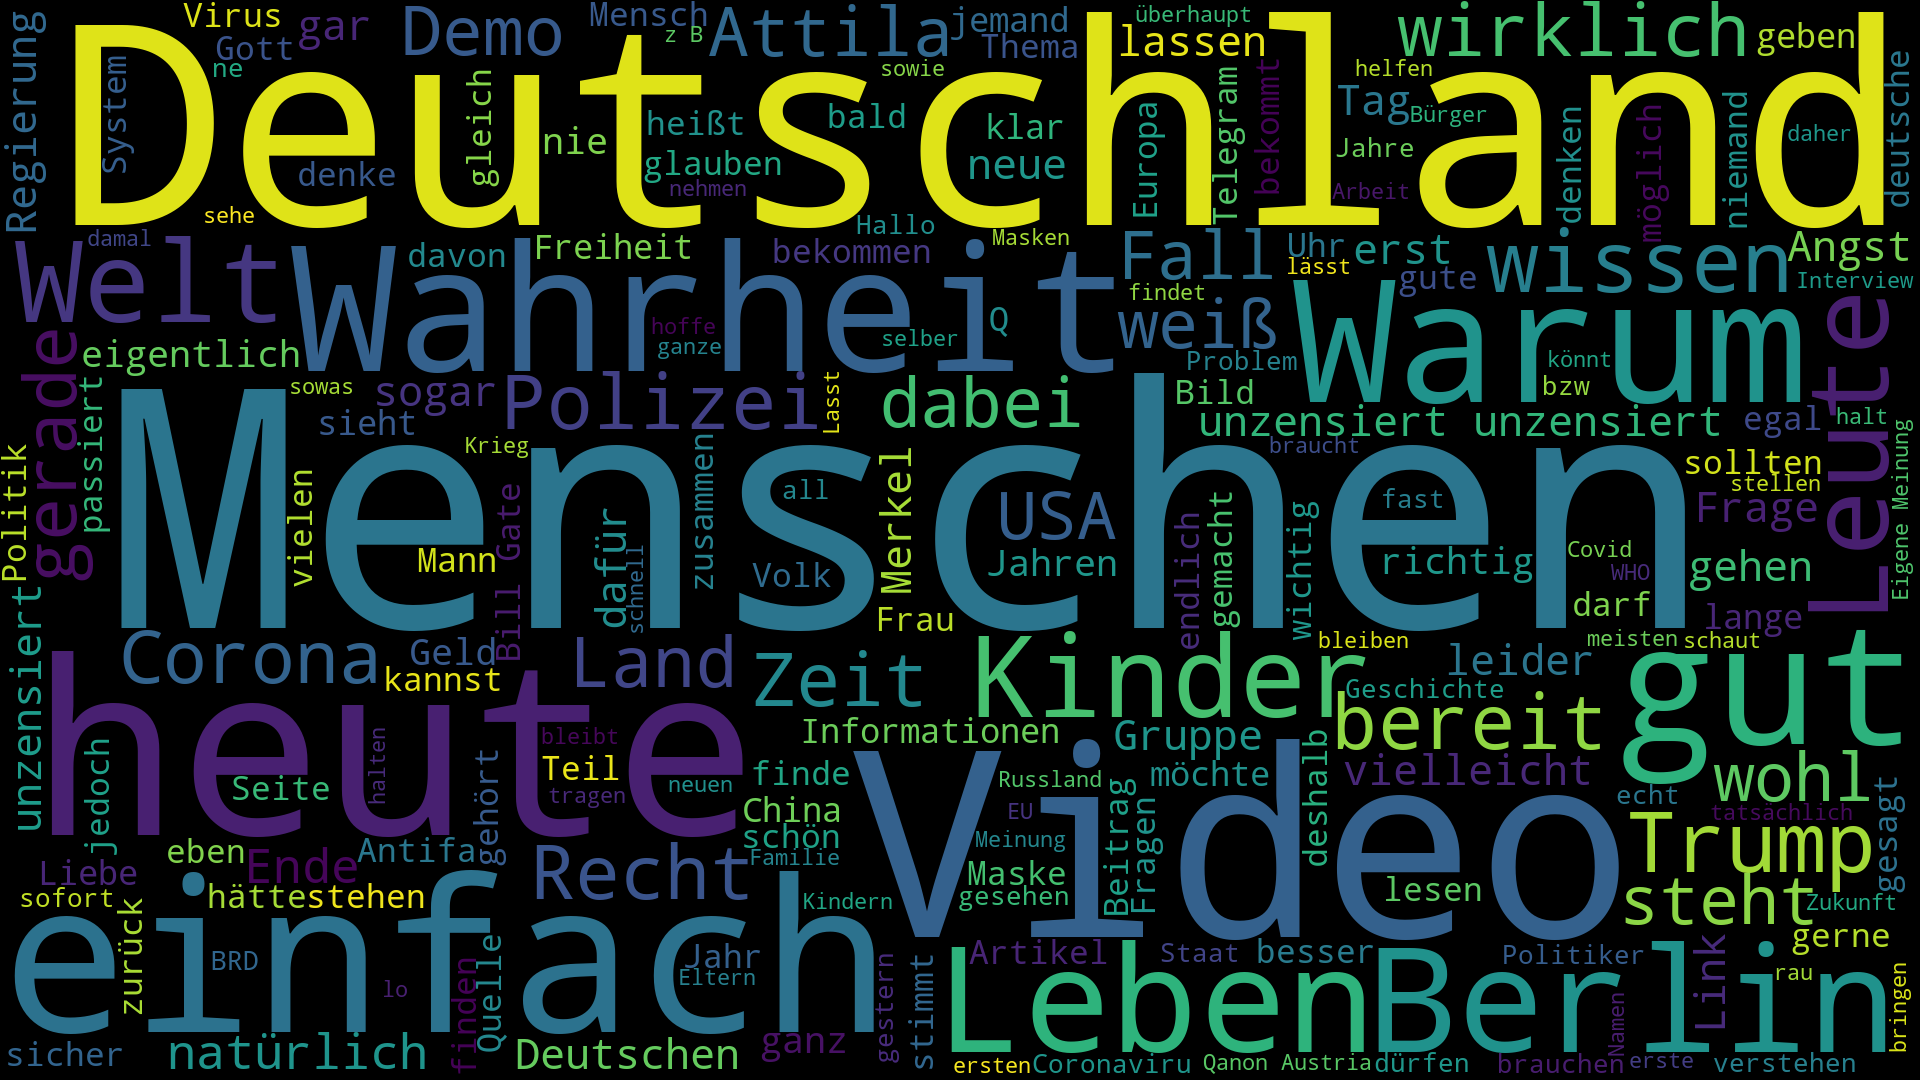 Regierung
Virus
Gott
ne
gar
Demo
Mensch
z B
Attila
jemand
Thema
überhaupt
lassen
wirklich
geben
System
Deutschland
sowie
helfen
deutsche
gleich
nie
heißt
glauben
nehmen
bald
klar
neue
Europa
Telegram
bekommt
Tag
Bürger
Jahre
Arbeit
denken
möglich
niemand
daher
denke
sehe
damal
Welt
Wahrheit
davon
Freiheit
bekommen
Hallo
Masken
Fall
Uhr
lässt
erst
gute
wissen
Angst
Interview
findet
weiß
hoffe
ganze
selber
Q
Problem
Warum
könnt
bzw
Leute
gerade
eigentlich
sowas
sieht
sogar
Polizei
Lasst
dabei
Bild
unzensiert unzensiert
egal
halt
Politik
passiert
Krieg
braucht
sollten
stellen
Eigene Meinung
Menschen
vielen
Mann
Bill Gate
dafür
schnell
zusammen
all
Volk
Merkel
Frau
USA
Jahren
endlich
gemacht
wichtig
fast
richtig
Covid
WHO
darf
Frage
gehen
lange
unzensiert
Corona
Geld
kannst
Land
Zeit
Kinder
bleiben
leider
meisten
schaut
Geschichte
gut
heute
Informationen
Gruppe
bereit
jedoch
Seite
halten
gehört
bleibt
Teil
tragen
neuen
finde
China
schön
Familie
Video
Russland
EU
Meinung
Maske
gesehen
Beitrag
Fragen
möchte
deshalb
vielleicht
lesen
echt
wohl
tatsächlich
Trump
gesagt
Liebe
sofort
eben
Ende
Antifa
hätte
stehen
Recht
Kindern
steht
Zukunft
einfach
zurück
BRD
lo
finden
Quelle
Jahr
Eltern
gestern
stimmt
Artikel
Staat
besser
Politiker
Link
gerne
rau
bringen
Leben
Berlin
Namen
sicher
natürlich
Deutschen
ganz
ersten
Coronaviru
Qanon
Austria
dürfen
brauchen
erste
verstehen